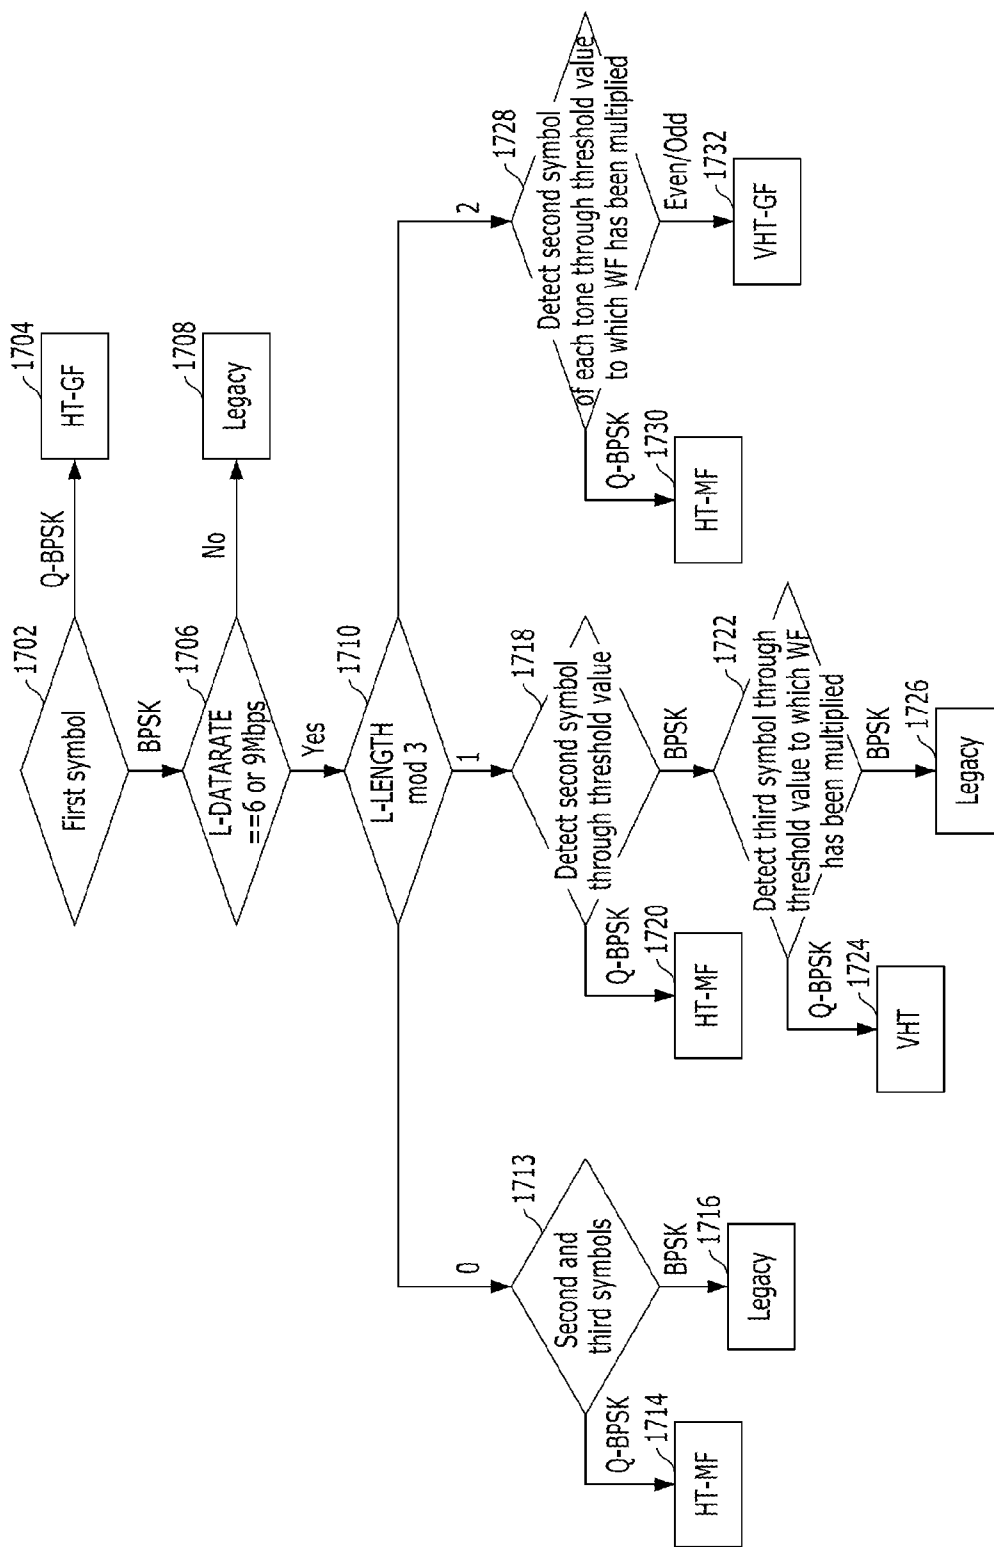 1702
First symbol
Q-BPSK
1704
HT-GF
BPSK
1706
L-DATARATE
==6 or 9Mbps
No
1708
Legacy
Yes
1710
L-LENGTH
mod 3
0
1
2
1713
Second and
third symbols
Q-BPSK
1714
HT-MF
BPSK
1716
Legacy
1718
Detect second symbol
through threshold value
Q-BPSK
1720
HT-MF
BPSK
1722
Detect third symbol through
threshold value to which WF
has been multiplied
Q-BPSK
1724
VHT
BPSK
1726
Legacy
1728
Detect second symbol
of each tone through threshold value
to which WF has been multiplied
Q-BPSK
1730
HT-MF
Even/Odd
1732
VHT-GF